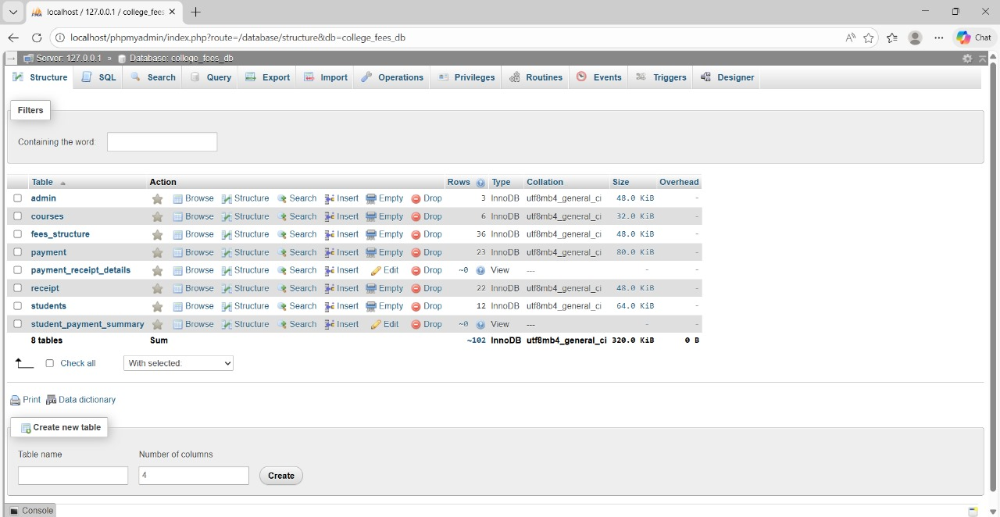 localhost / 127.0.0.1 / college_fees
localhost/phpmyadmin/index.php?route=/database/structure&db=college_fees_db
Chat
Server: 127.0.0.1 » Database: college_fees_db
Structure SQL Search Query Export Import Operations Privileges Routines Events Triggers Designer
Filters
Containing the word:
Table Action Rows Type Collation Size Overhead
admin Browse Structure Search Insert Empty Drop 3 InnoDB utf8mb4_general_ci 48.0 KiB -
courses Browse Structure Search Insert Empty Drop 6 InnoDB utf8mb4_general_ci 32.0 KiB -
fees_structure Browse Structure Search Insert Empty Drop 36 InnoDB utf8mb4_general_ci 48.0 KiB -
payment Browse Structure Search Insert Empty Drop 23 InnoDB utf8mb4_general_ci 80.0 KiB -
payment_receipt_details Browse Structure Search Insert Edit Drop ~0 View --- - -
receipt Browse Structure Search Insert Empty Drop 22 InnoDB utf8mb4_general_ci 48.0 KiB -
students Browse Structure Search Insert Empty Drop 12 InnoDB utf8mb4_general_ci 64.0 KiB -
student_payment_summary Browse Structure Search Insert Edit Drop ~0 View --- - -
8 tables Sum ~102 InnoDB utf8mb4_general_ci 320.0 KiB 0 B
Check all With selected:
Print Data dictionary
Create new table
Table name Number of columns
4 Create
Console